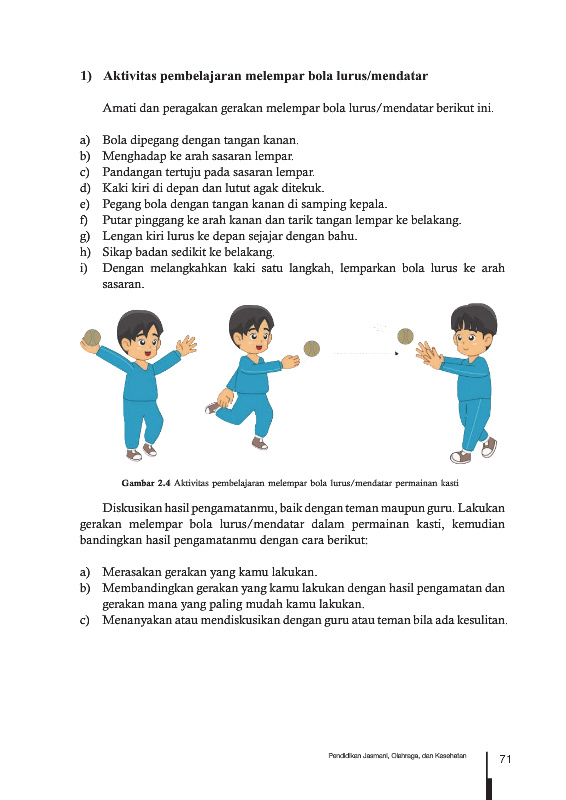 1) Aktivitas pembelajaran melempar bola lurus/mendatar
Amati dan peragakan gerakan melempar bola lurus/mendatar berikut ini.
a) Bola dipegang dengan tangan kanan.
b) Menghadap ke arah sasaran lempar.
c) Pandangan tertuju pada sasaran lempar.
d) Kaki kiri di depan dan lutut agak ditekuk.
e) Pegang bola dengan tangan kanan di samping kepala.
f) Putar pinggang ke arah kanan dan tarik tangan lempar ke belakang.
g) Lengan kiri lurus ke depan sejajar dengan bahu.
h) Sikap badan sedikit ke belakang.
i) Dengan melangkahkan kaki satu langkah, lemparkan bola lurus ke arah
sasaran.
Gambar 2.4 Aktivitas pembelajaran melempar bola lurus/mendatar permainan kasti
Diskusikan hasil pengamatanmu, baik dengan teman maupun guru. Lakukan
gerakan melempar bola lurus/mendatar dalam permainan kasti, kemudian
bandingkan hasil pengamatanmu dengan cara berikut:
a) Merasakan gerakan yang kamu lakukan.
b) Membandingkan gerakan yang kamu lakukan dengan hasil pengamatan dan
gerakan mana yang paling mudah kamu lakukan.
c) Menanyakan atau mendiskusikan dengan guru atau teman bila ada kesulitan.
Pendidikan Jasmani, Olahraga, dan Kesehatan
71